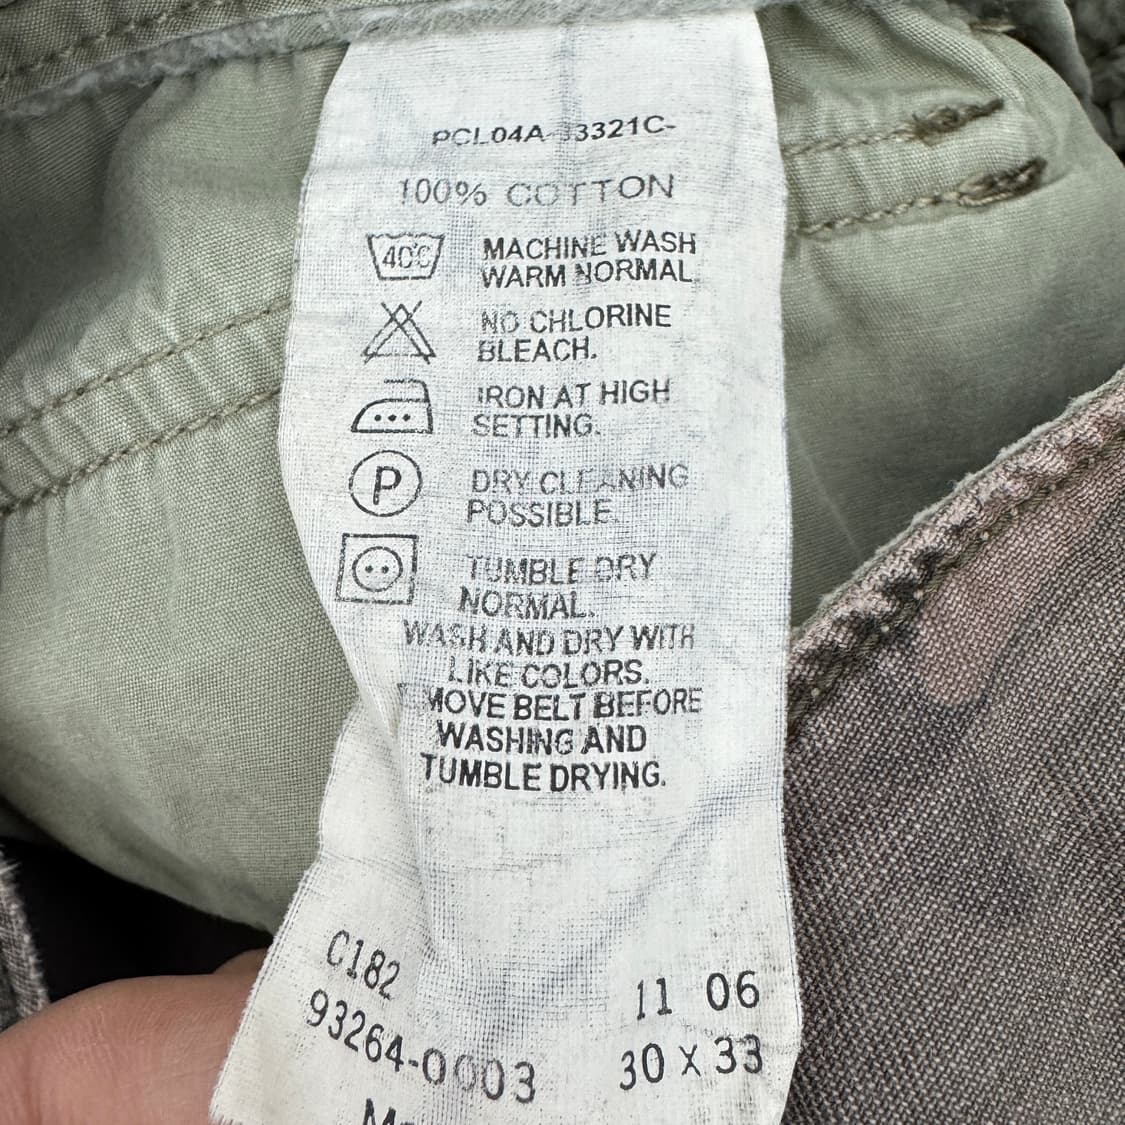 PCL04A-33321C-
100% COTTON
40°C MACHINE WASH
WARM NORMAL
NO CHLORINE
BLEACH.
IRON AT HIGH
SETTING.
P DRY CLEANING
POSSIBLE.
TUMBLE DRY
NORMAL.
WASH AND DRY WITH
LIKE COLORS.
MOVE BELT BEFORE
WASHING AND
TUMBLE DRYING.
C182 11 06
93264-0003 30 X 33